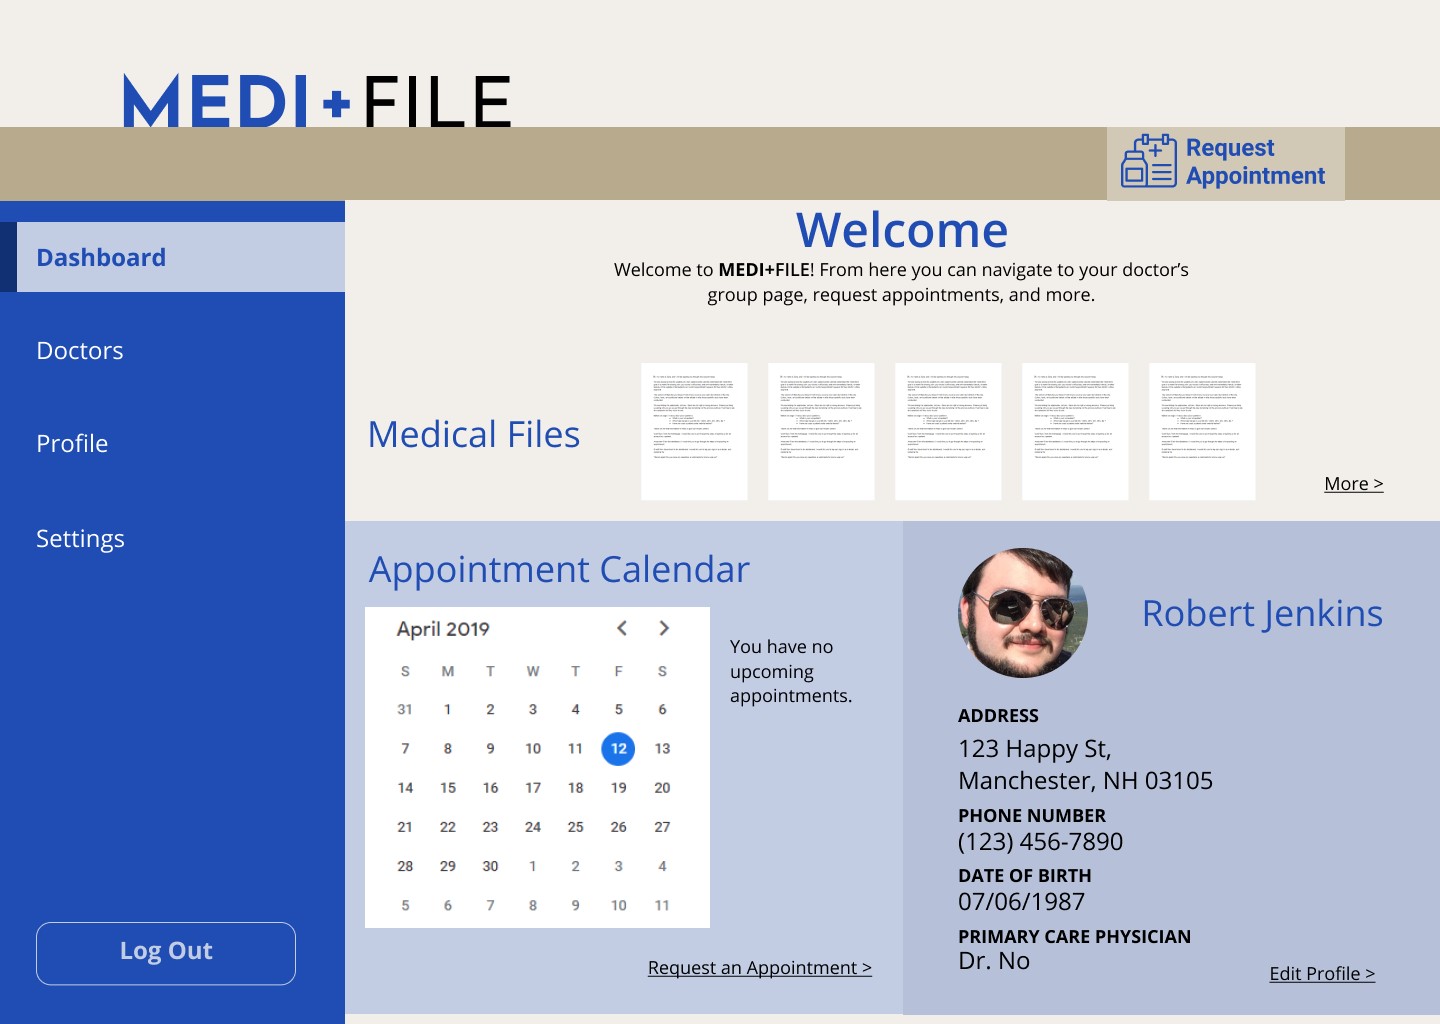 MEDI+FILE
Request
Appointment
Dashboard
Doctors
Profile
Settings
Log Out
Welcome
Welcome to MEDI+FILE! From here you can navigate to your doctor’s
group page, request appointments, and more.
Medical Files
More >
Appointment Calendar
April 2019
S M T W T F S
31 1 2 3 4 5 6
7 8 9 10 11 12 13
14 15 16 17 18 19 20
21 22 23 24 25 26 27
28 29 30 1 2 3 4
5 6 7 8 9 10 11
You have no
upcoming
appointments.
Request an Appointment >
Robert Jenkins
ADDRESS
123 Happy St,
Manchester, NH 03105
PHONE NUMBER
(123) 456-7890
DATE OF BIRTH
07/06/1987
PRIMARY CARE PHYSICIAN
Dr. No
Edit Profile >